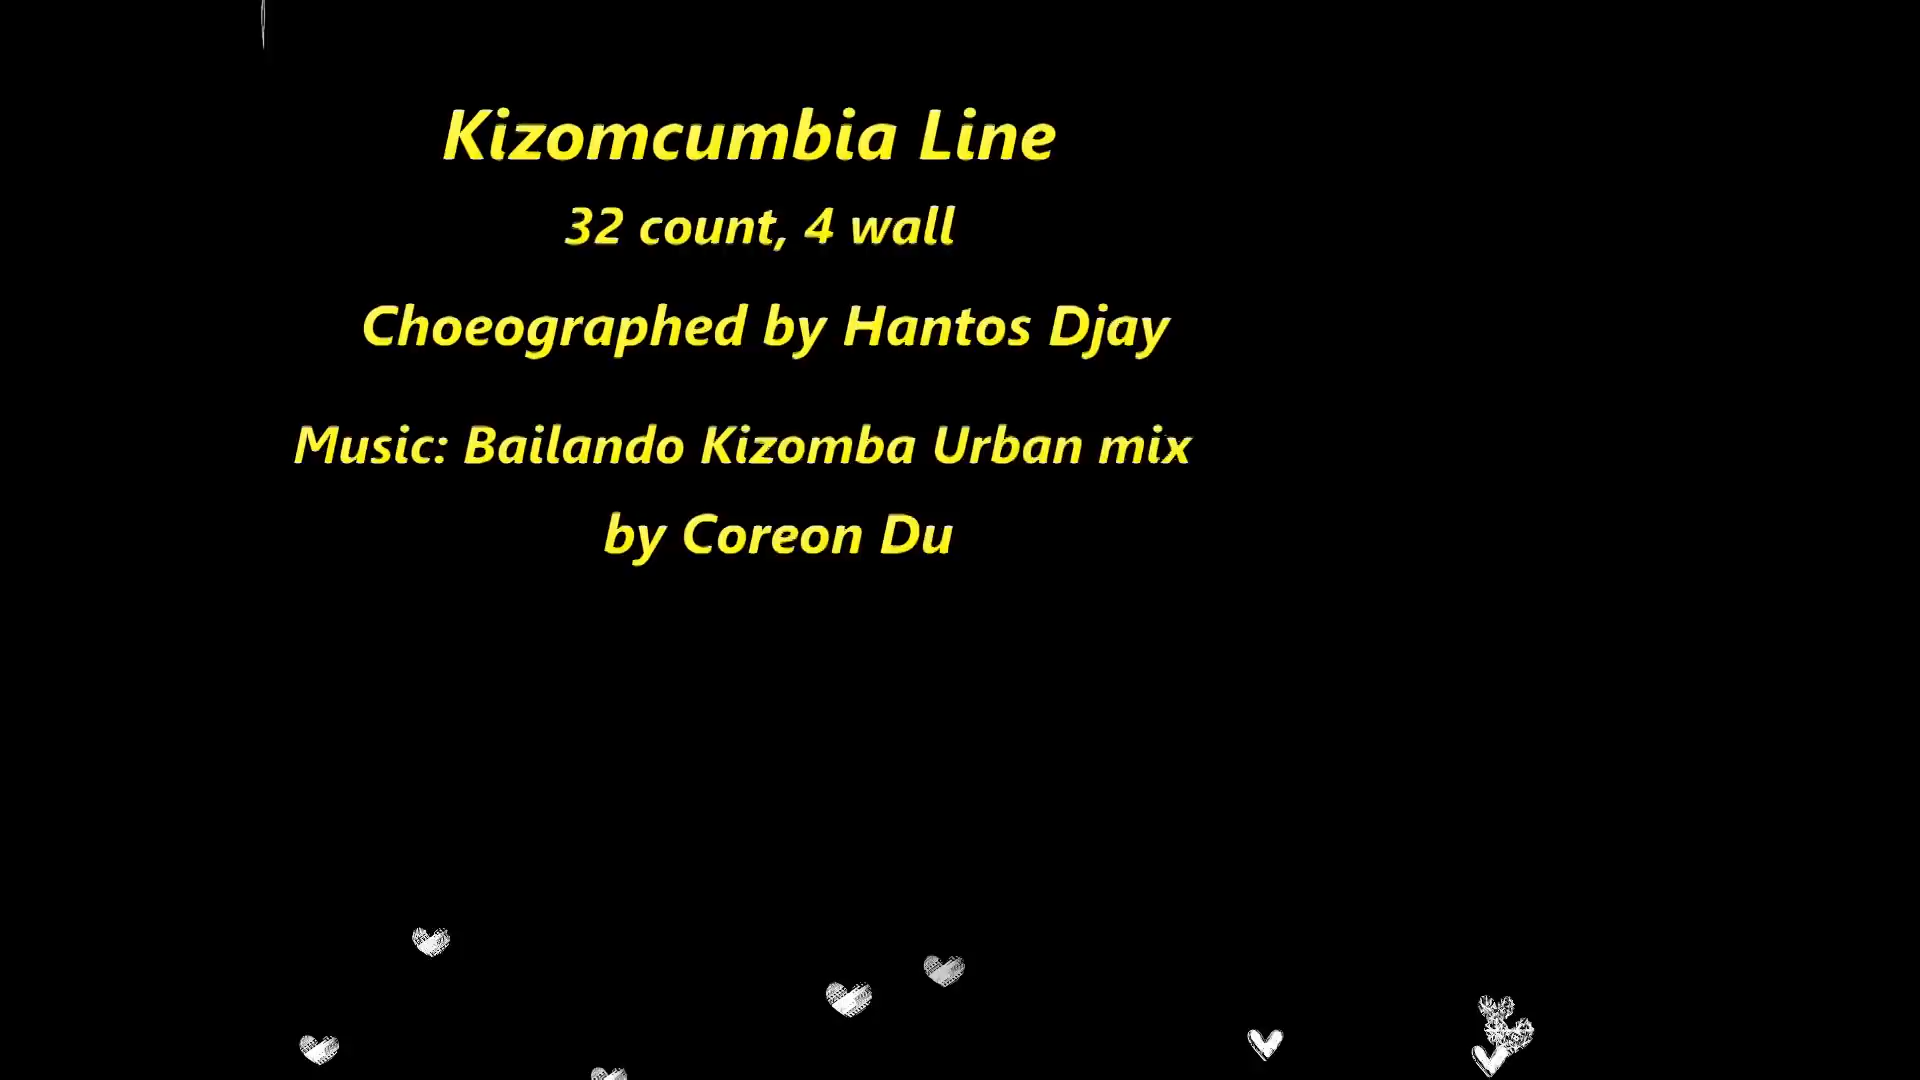 Kizomcumbia Line
32 count, 4 wall
Choeographed by Hantos Djay
Music: Bailando Kizomba Urban mix
by Coreon Du